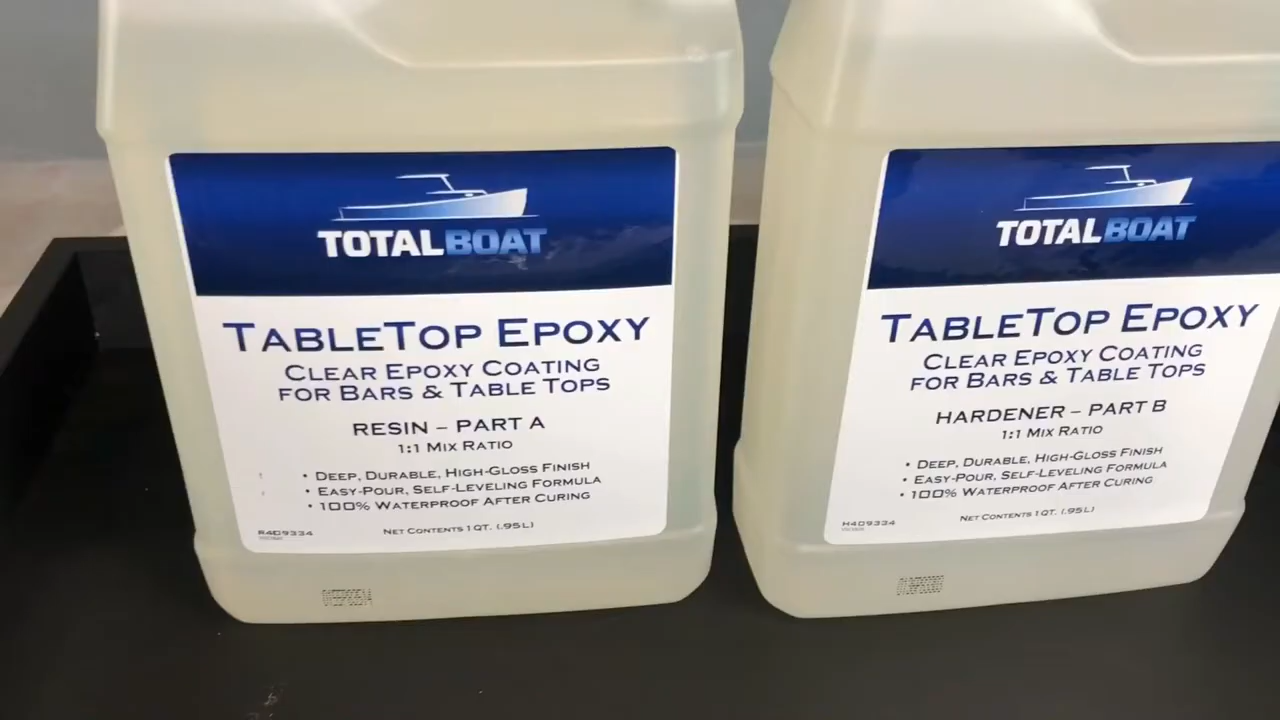 TOTALBOAT
TABLETOP EPOXY
CLEAR EPOXY COATING
FOR BARS & TABLE TOPS
RESIN – PART A
1:1 MIX RATIO
• DEEP, DURABLE, HIGH-GLOSS FINISH
• EASY-POUR, SELF-LEVELING FORMULA
• 100% WATERPROOF AFTER CURING
NET CONTENTS 1 QT. (.95L)
TOTALBOAT
TABLETOP EPOXY
CLEAR EPOXY COATING
FOR BARS & TABLE TOPS
HARDENER – PART B
1:1 MIX RATIO
• DEEP, DURABLE, HIGH-GLOSS FINISH
• EASY-POUR, SELF-LEVELING FORMULA
• 100% WATERPROOF AFTER CURING
H409334
NET CONTENTS 1 QT. (.95L)